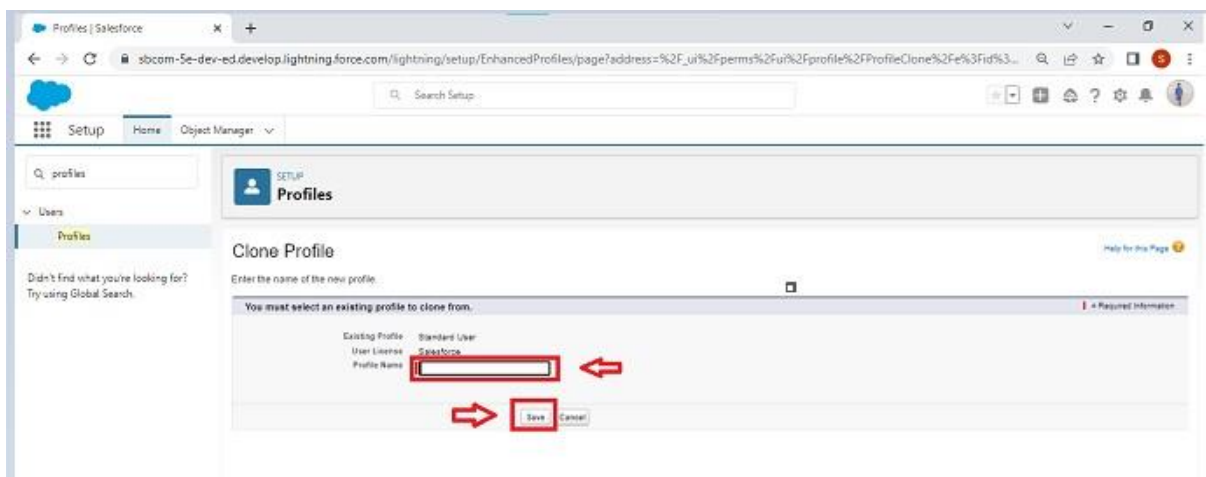 Profiles | Salesforce
sbcom-5e-dev-ed.develop.lightning.force.com/lightning/setup/EnhancedProfiles/page?address=%2F_ui%2Fperms%2Fui%2Fprofile%2FProfileClone%2Fe%3Fid%3...
S
Search Setup
Setup Home Object Manager
profiles
SETUP
Profiles
Users
Profiles
Clone Profile
Help for this Page
Didn't find what you're looking for?
Try using Global Search.
Enter the name of the new profile.
You must select an existing profile to clone from.
= Required Information
Existing Profile Standard User
User License Salesforce
Profile Name
Save Cancel